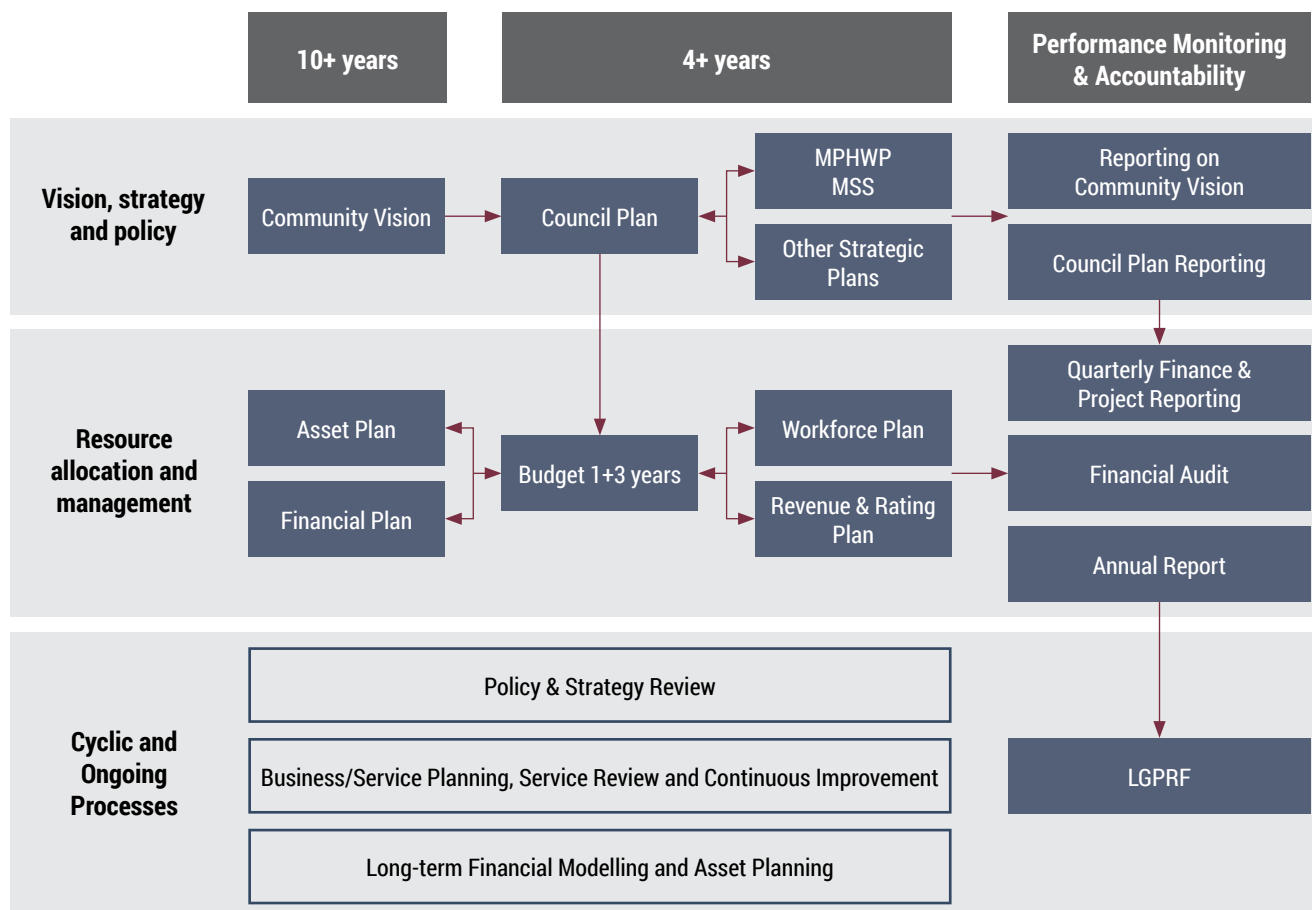 10+ years
4+ years
Performance Monitoring
& Accountability
Vision, strategy
and policy
Community Vision
Council Plan
MPHWP
MSS
Other Strategic
Plans
Reporting on
Community Vision
Council Plan Reporting
Resource
allocation and
management
Asset Plan
Financial Plan
Budget 1+3 years
Workforce Plan
Revenue & Rating
Plan
Quarterly Finance &
Project Reporting
Financial Audit
Annual Report
Cyclic and
Ongoing
Processes
Policy & Strategy Review
Business/Service Planning, Service Review and Continuous Improvement
Long-term Financial Modelling and Asset Planning
LGPRF